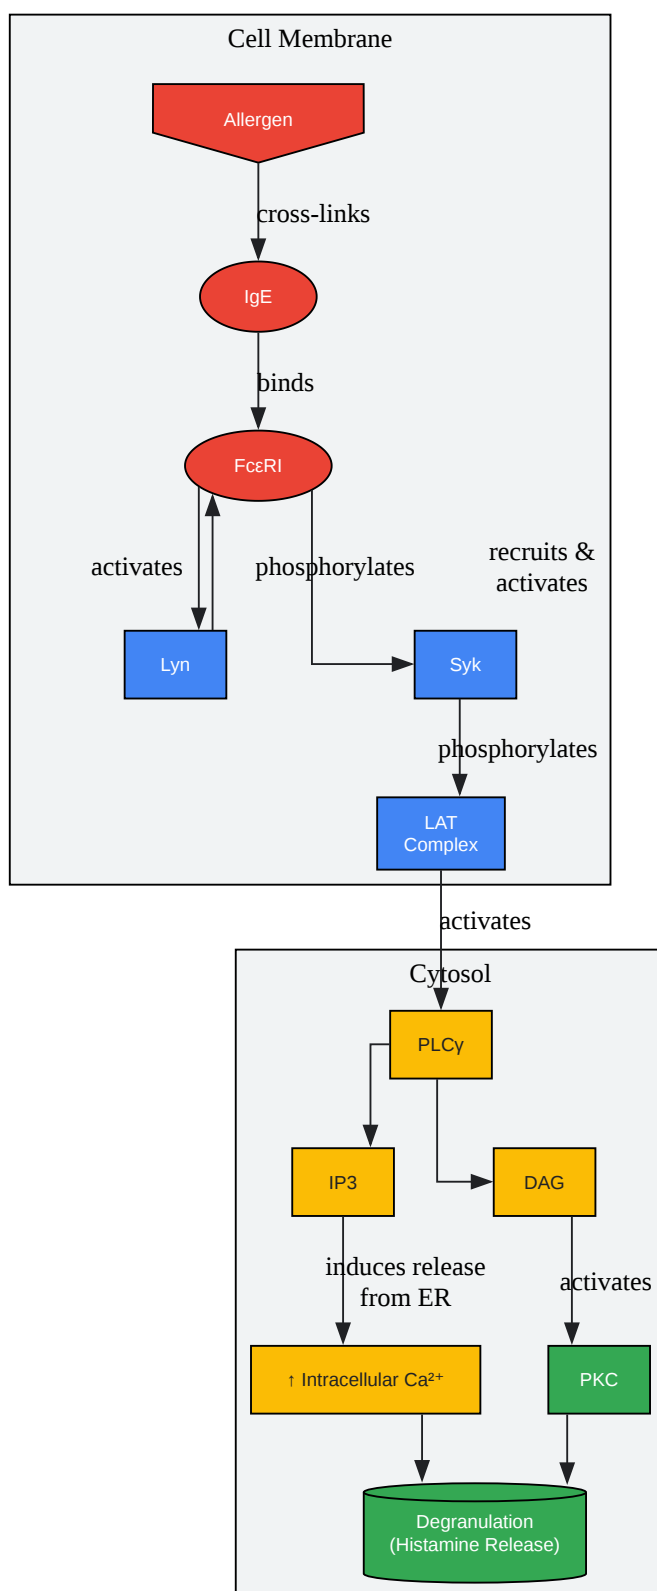 Cell Membrane
Allergen
cross-links
IgE
binds
FcεRI
activates
phosphorylates
recruits &
activates
Lyn
Syk
phosphorylates
LAT
Complex
activates
Cytosol
PLCγ
IP3
DAG
induces release
from ER
activates
↑ Intracellular Ca²⁺
PKC
Degranulation
(Histamine Release)